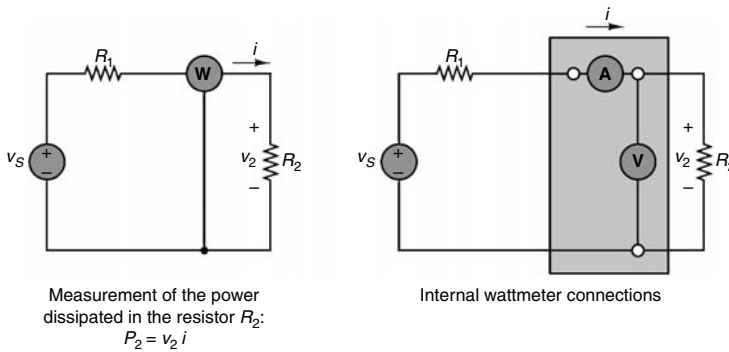 R₁
W
i
+
v₂
−
R₂
vS
+
−
Measurement of the power
dissipated in the resistor R₂:
P₂ = v₂ i
i
R₁
A
V
+
v₂
−
R
vS
+
−
Internal wattmeter connections